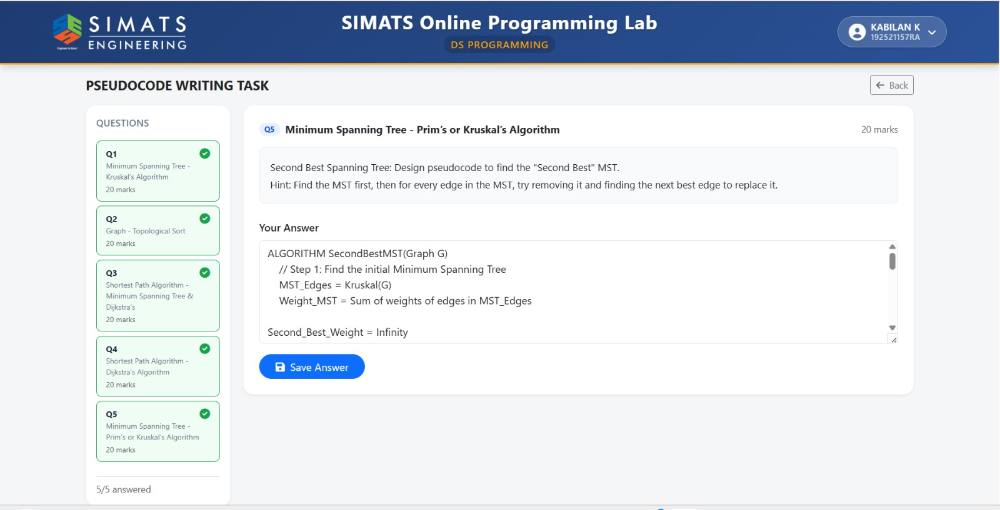 SIMATS
ENGINEERING
Engineer to Excel
SIMATS Online Programming Lab
DS PROGRAMMING
KABILAN K
192521157RA
PSEUDOCODE WRITING TASK
Back
QUESTIONS
Q1
Minimum Spanning Tree -
Kruskal's Algorithm
20 marks
Q2
Graph - Topological Sort
20 marks
Q3
Shortest Path Algorithm -
Minimum Spanning Tree &
Dijkstra's
20 marks
Q4
Shortest Path Algorithm -
Dijkstra's Algorithm
20 marks
Q5
Minimum Spanning Tree -
Prim's or Kruskal's Algorithm
20 marks
5/5 answered
Q5 Minimum Spanning Tree - Prim's or Kruskal's Algorithm
20 marks
Second Best Spanning Tree: Design pseudocode to find the "Second Best" MST.
Hint: Find the MST first, then for every edge in the MST, try removing it and finding the next best edge to replace it.
Your Answer
ALGORITHM SecondBestMST(Graph G)
// Step 1: Find the initial Minimum Spanning Tree
MST_Edges = Kruskal(G)
Weight_MST = Sum of weights of edges in MST_Edges
Second_Best_Weight = Infinity
Save Answer